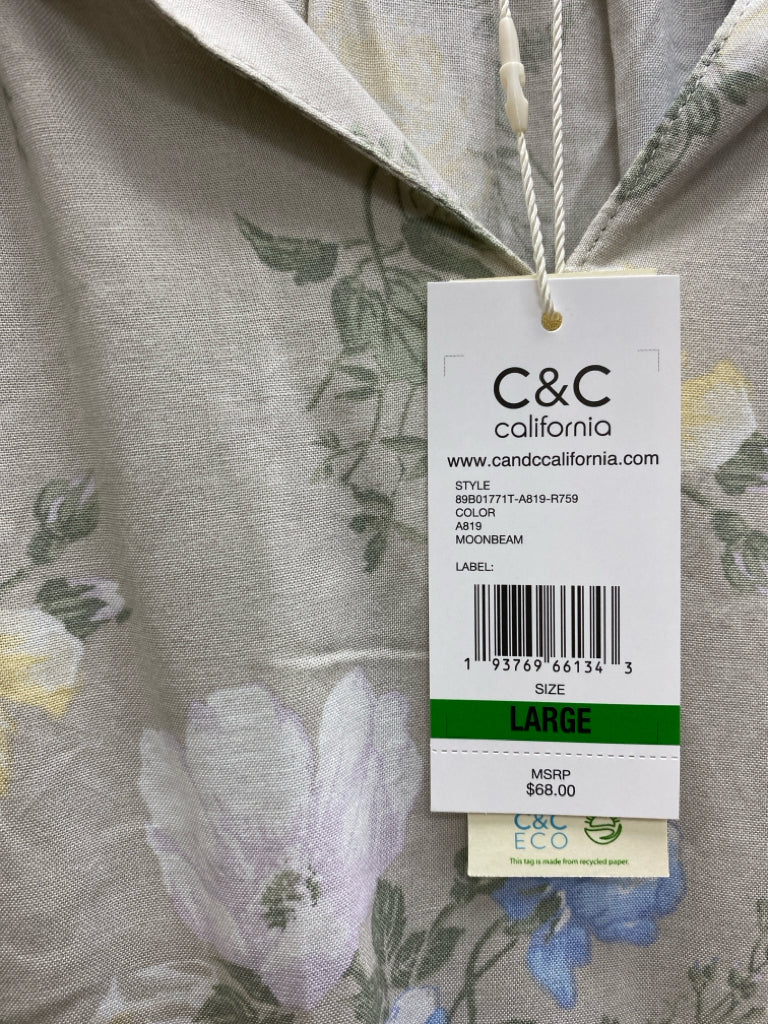 C&C
california
www.candccalifornia.com
STYLE
89B01771T-A819-R759
COLOR
A819
MOONBEAM
LABEL:
1 93769 66134 3
SIZE
LARGE
MSRP
$68.00
C&C
ECO
This tag is made from recycled paper.